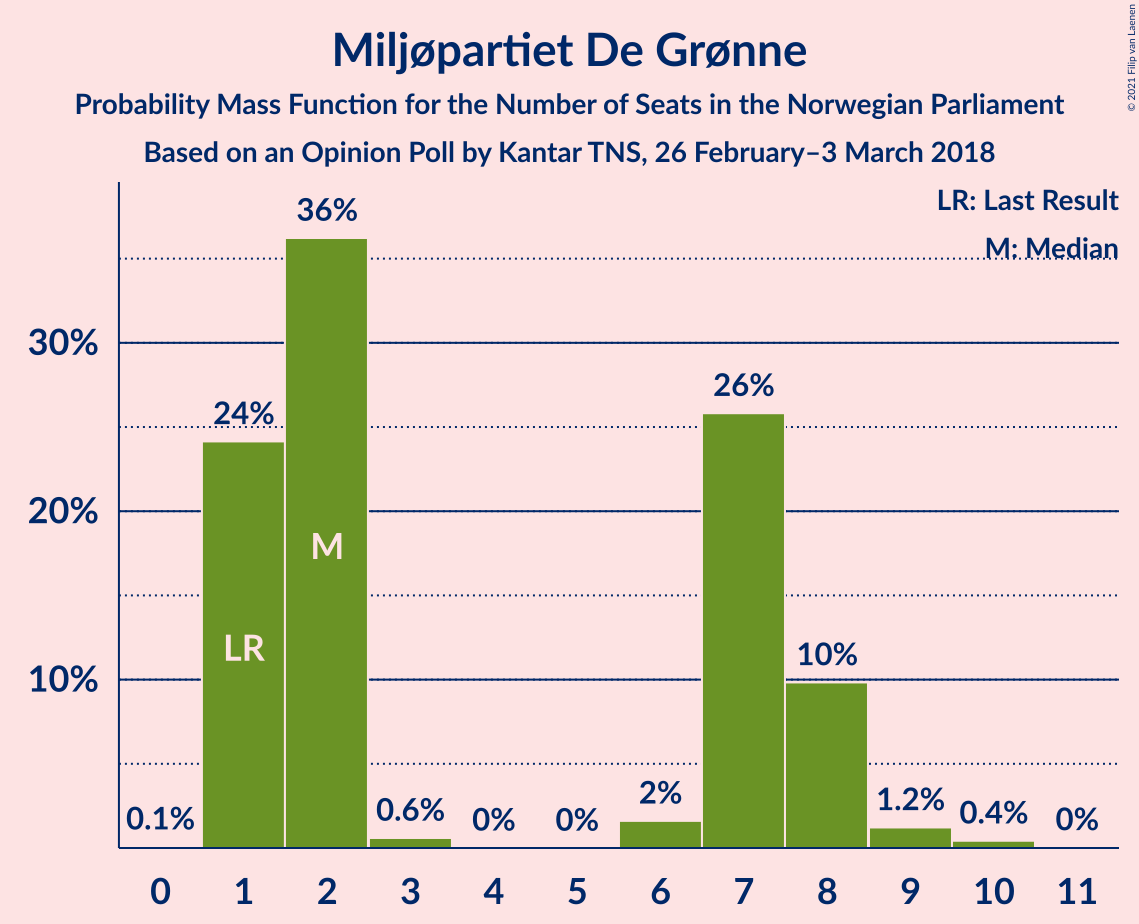 Miljøpartiet De Grønne
Probability Mass Function for the Number of Seats in the Norwegian Parliament
Based on an Opinion Poll by Kantar TNS, 26 February–3 March 2018
© 2021 Filip van Laenen
LR: Last Result
M: Median
36%
30%
26%
24%
20%
M
LR
10%
10%
0.1%
0.6%
0%
0%
2%
1.2%
0.4%
0%
0 1 2 3 4 5 6 7 8 9 10 11